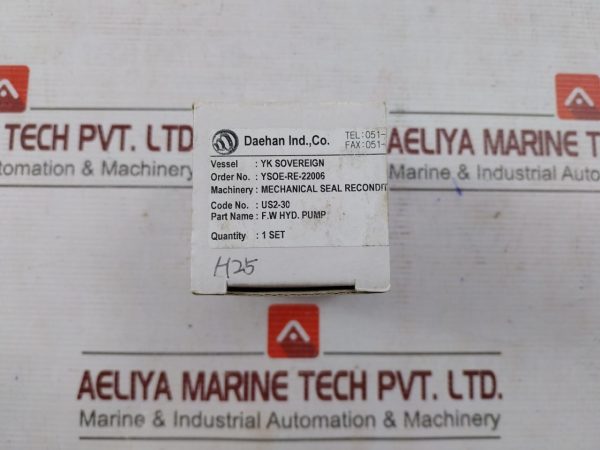 TECH PVT. LTD.
Automation & Machinery
AELIYA MARINE TE
Marine & Industrial Automa
Daehan Ind.,Co.
TEL:051-
FAX:051-
Vessel : YK SOVEREIGN
Order No. : YSOE-RE-22006
Machinery : MECHANICAL SEAL RECONDIT
Code No. : US2-30
Part Name : F.W HYD. PUMP
Quantity : 1 SET
H25
AELIYA MARINE TECH PVT. LTD.
Marine & Industrial Automation & Machinery